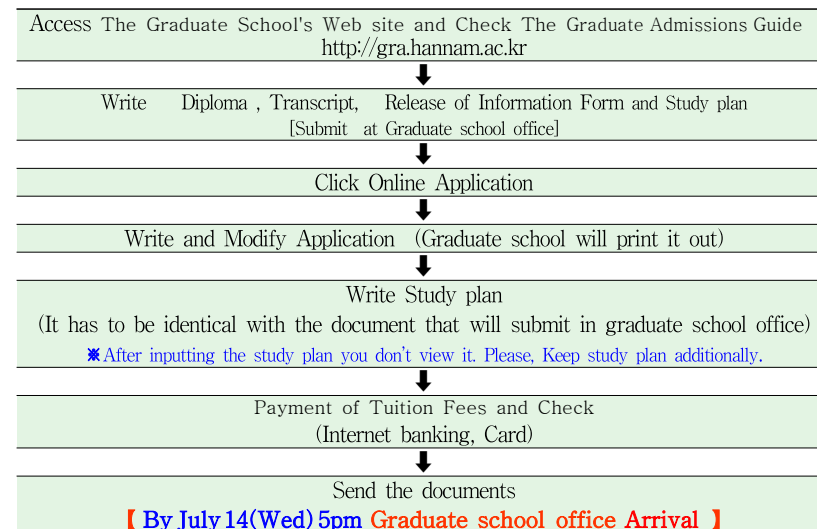 Access The Graduate School's Web site and Check The Graduate Admissions Guide
http://gra.hannam.ac.kr
Write Diploma , Transcript, Release of Information Form and Study plan
[Submit at Graduate school office]
Click Online Application
Write and Modify Application (Graduate school will print it out)
Write Study plan
(It has to be identical with the document that will submit in graduate school office)
※After inputting the study plan you don't view it. Please, Keep study plan additionally.
Payment of Tuition Fees and Check
(Internet banking, Card)
Send the documents
【 By July 14(Wed) 5pm Graduate school office Arrival 】